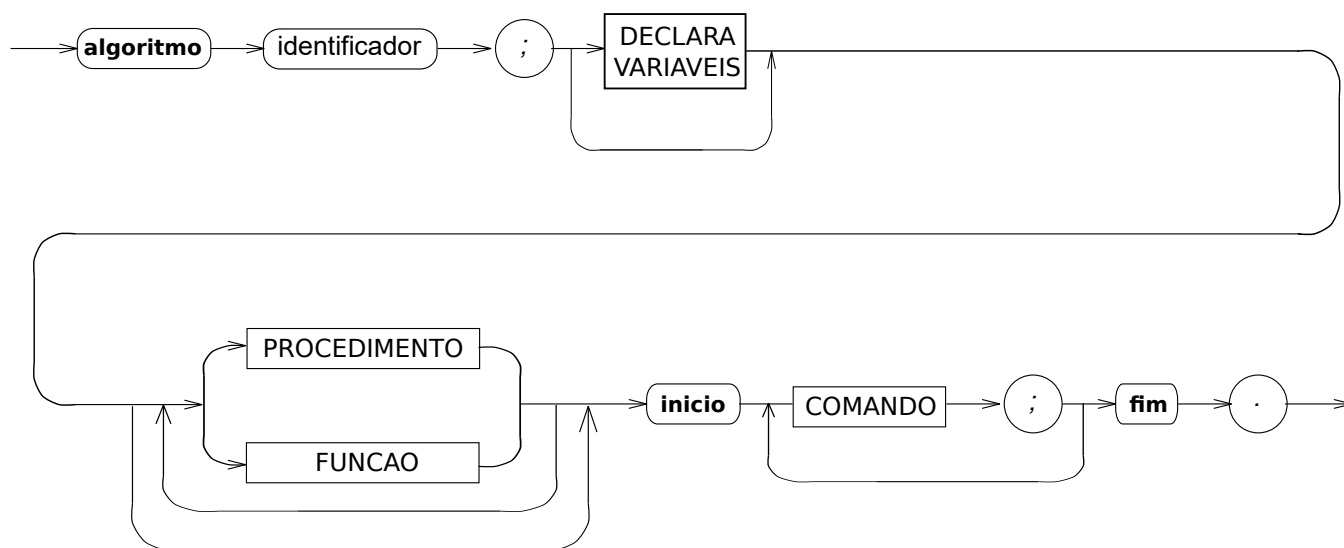 algoritmo identificador ; DECLARA
VARIAVEIS
PROCEDIMENTO
FUNCAO
inicio COMANDO ; fim .